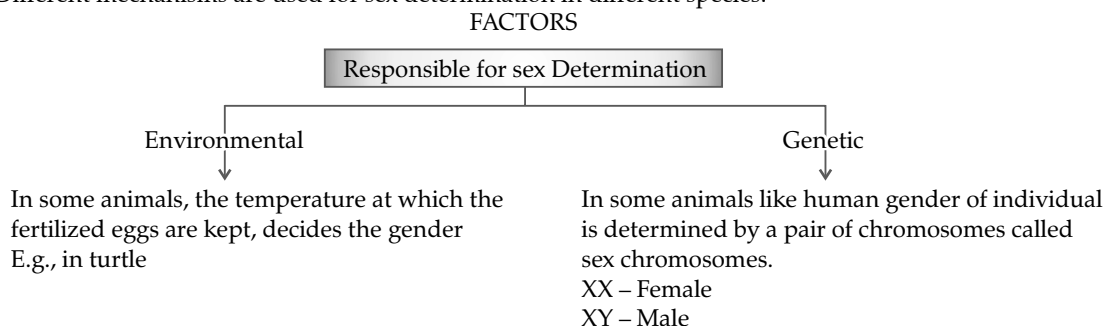 Different mechanisms are used for sex determination in different species.
FACTORS
Responsible for sex Determination
Environmental
Genetic
In some animals, the temperature at which the
fertilized eggs are kept, decides the gender
E.g., in turtle
In some animals like human gender of individual
is determined by a pair of chromosomes called
sex chromosomes.
XX – Female
XY – Male